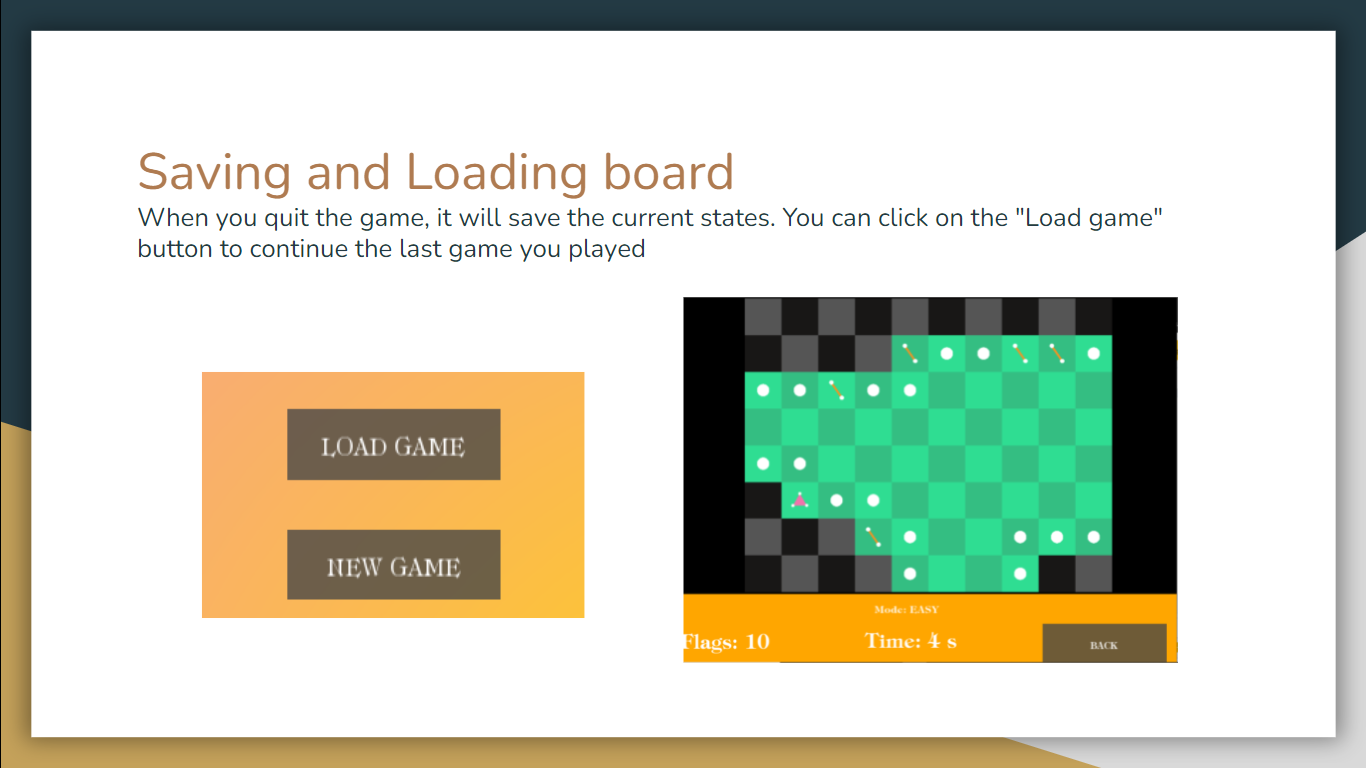 Saving and Loading board
When you quit the game, it will save the current states. You can click on the "Load game"
button to continue the last game you played
LOAD GAME
NEW GAME
Mode: EASY
Flags: 10
Time: 4 s
BACK